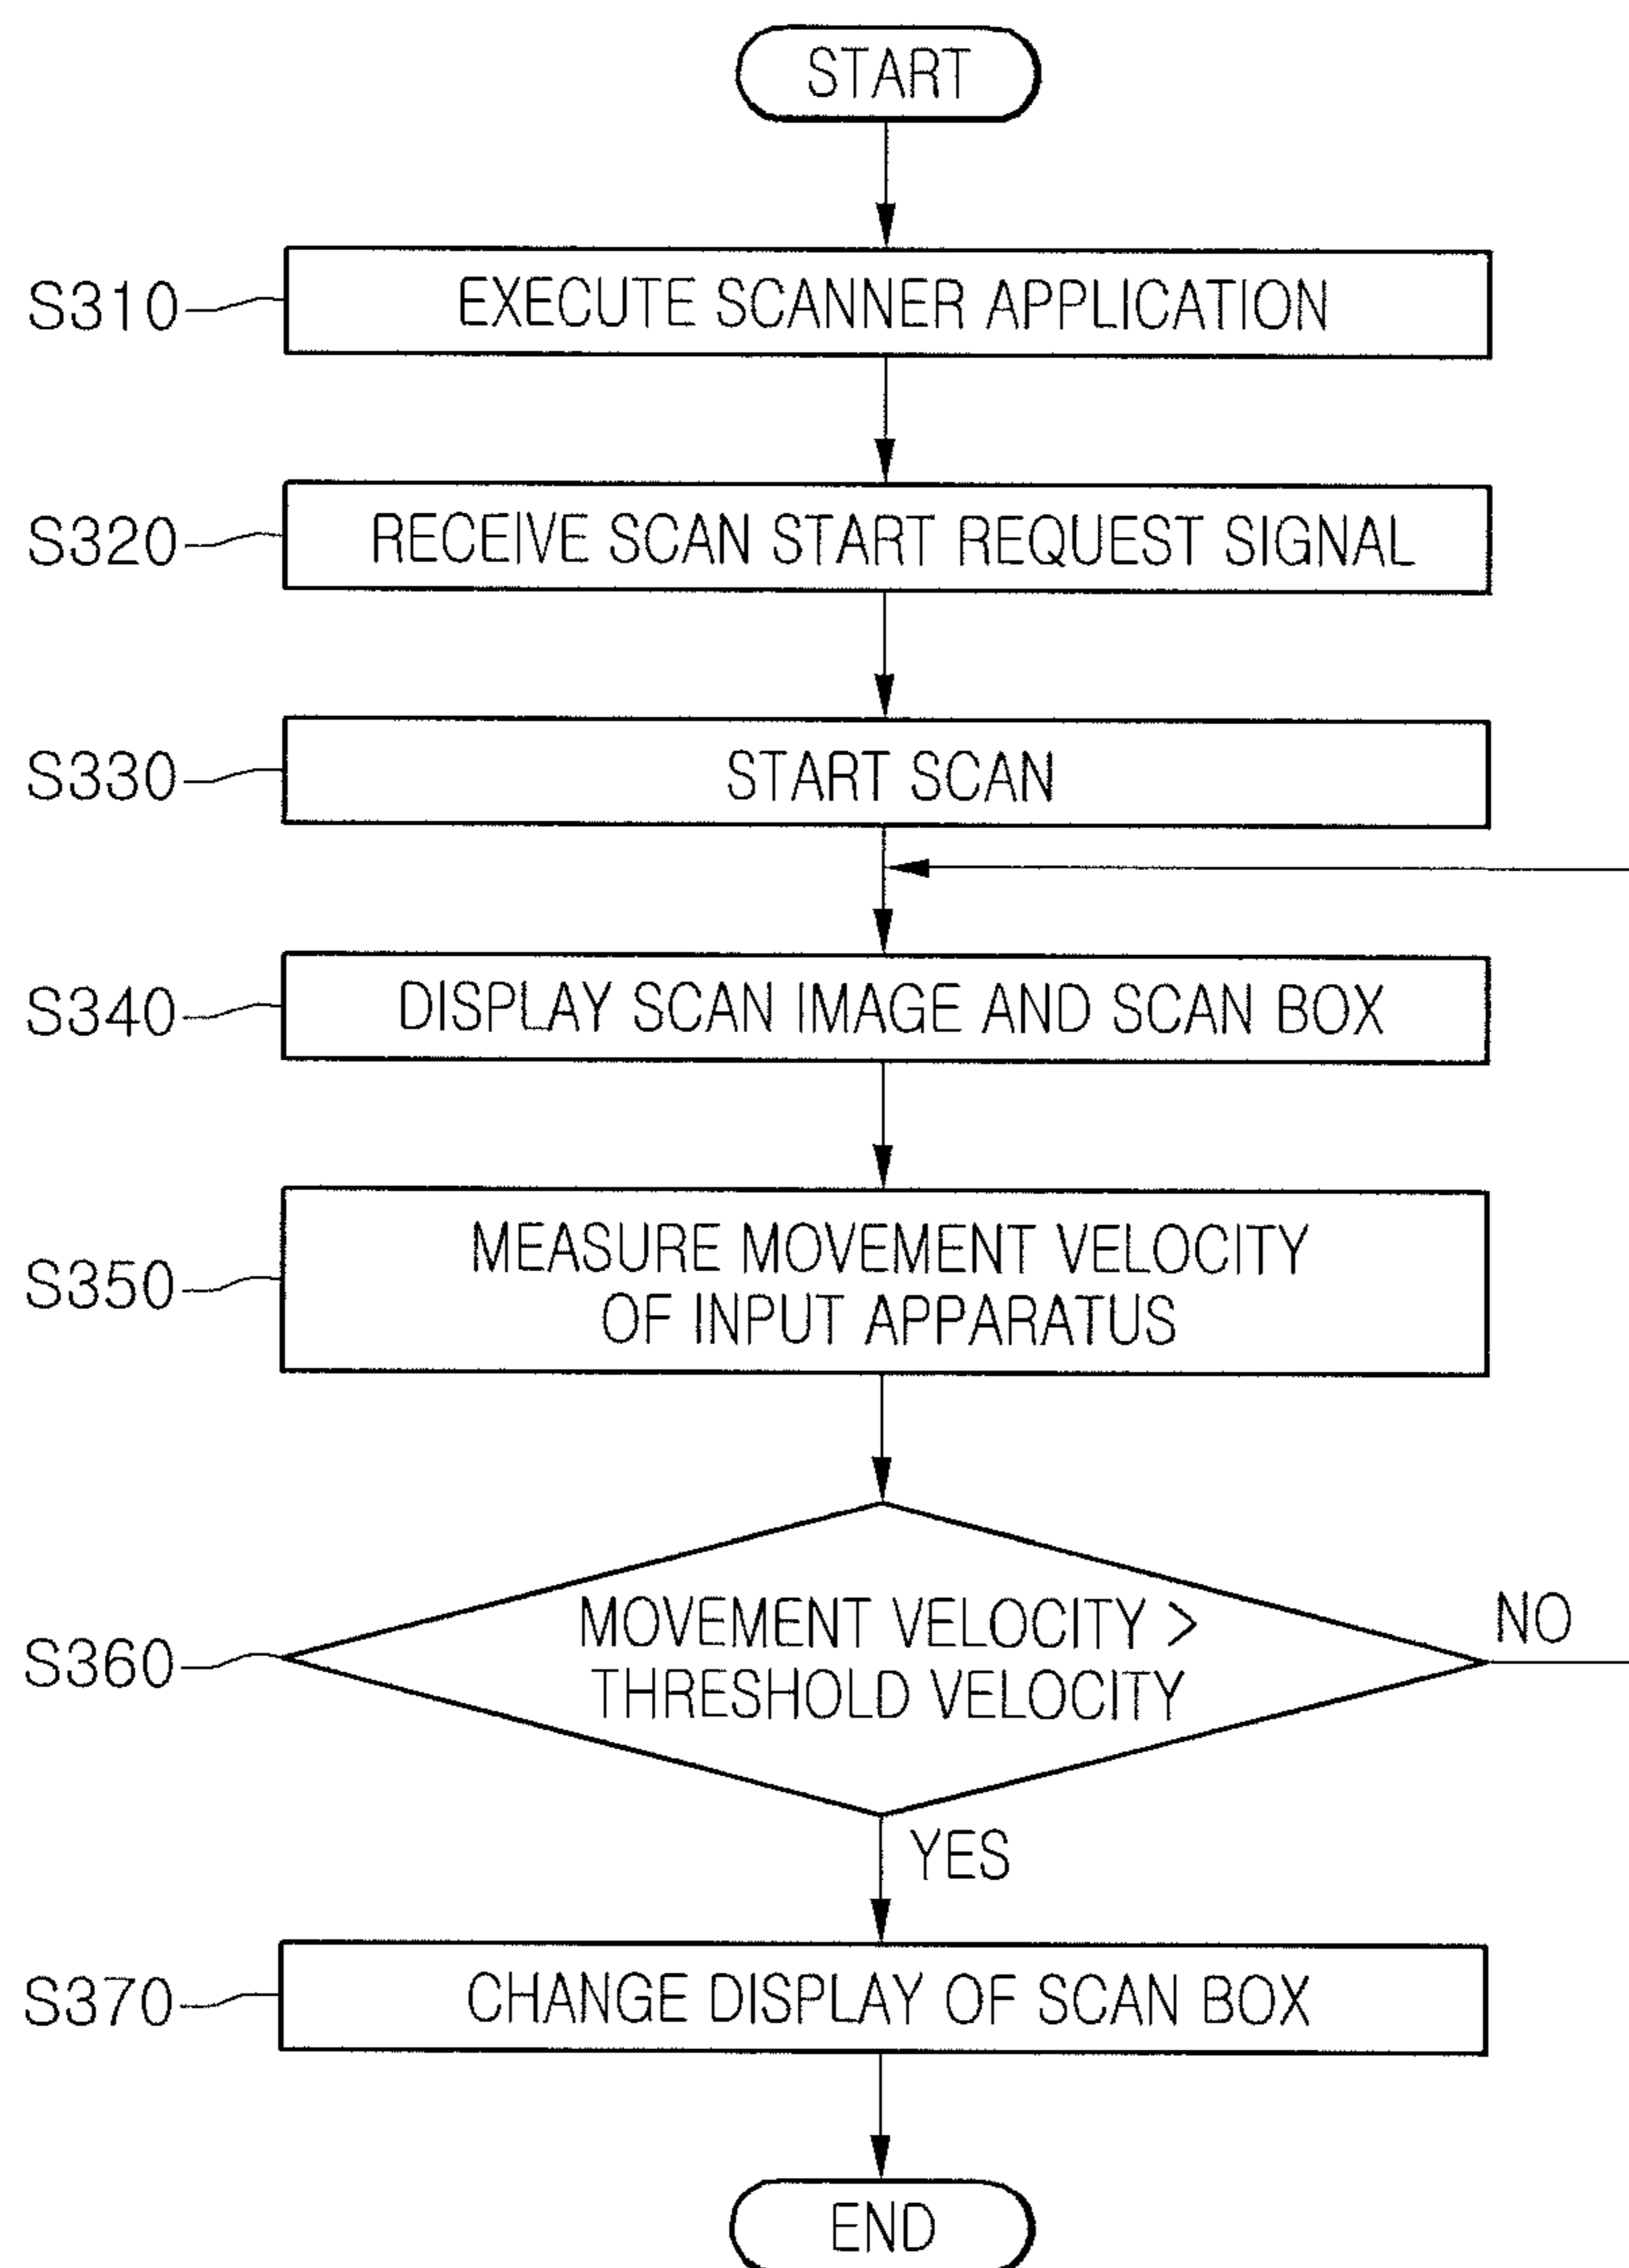 START
S310
EXECUTE SCANNER APPLICATION
S320
RECEIVE SCAN START REQUEST SIGNAL
S330
START SCAN
S340
DISPLAY SCAN IMAGE AND SCAN BOX
S350
MEASURE MOVEMENT VELOCITY
OF INPUT APPARATUS
S360
MOVEMENT VELOCITY >
THRESHOLD VELOCITY
NO
YES
S370
CHANGE DISPLAY OF SCAN BOX
END